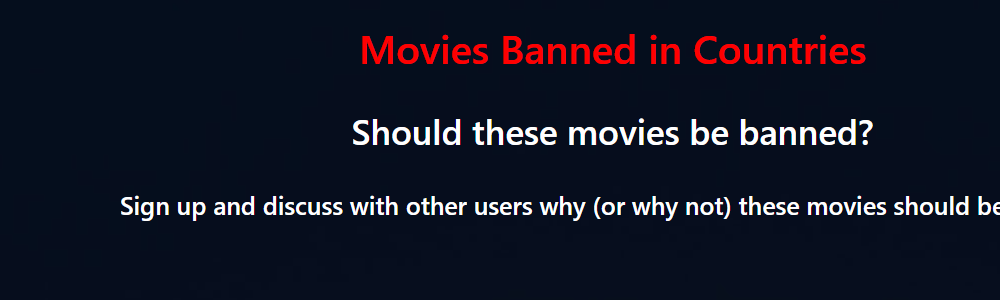 Movies Banned in Countries
Should these movies be banned?
Sign up and discuss with other users why (or why not) these movies should be